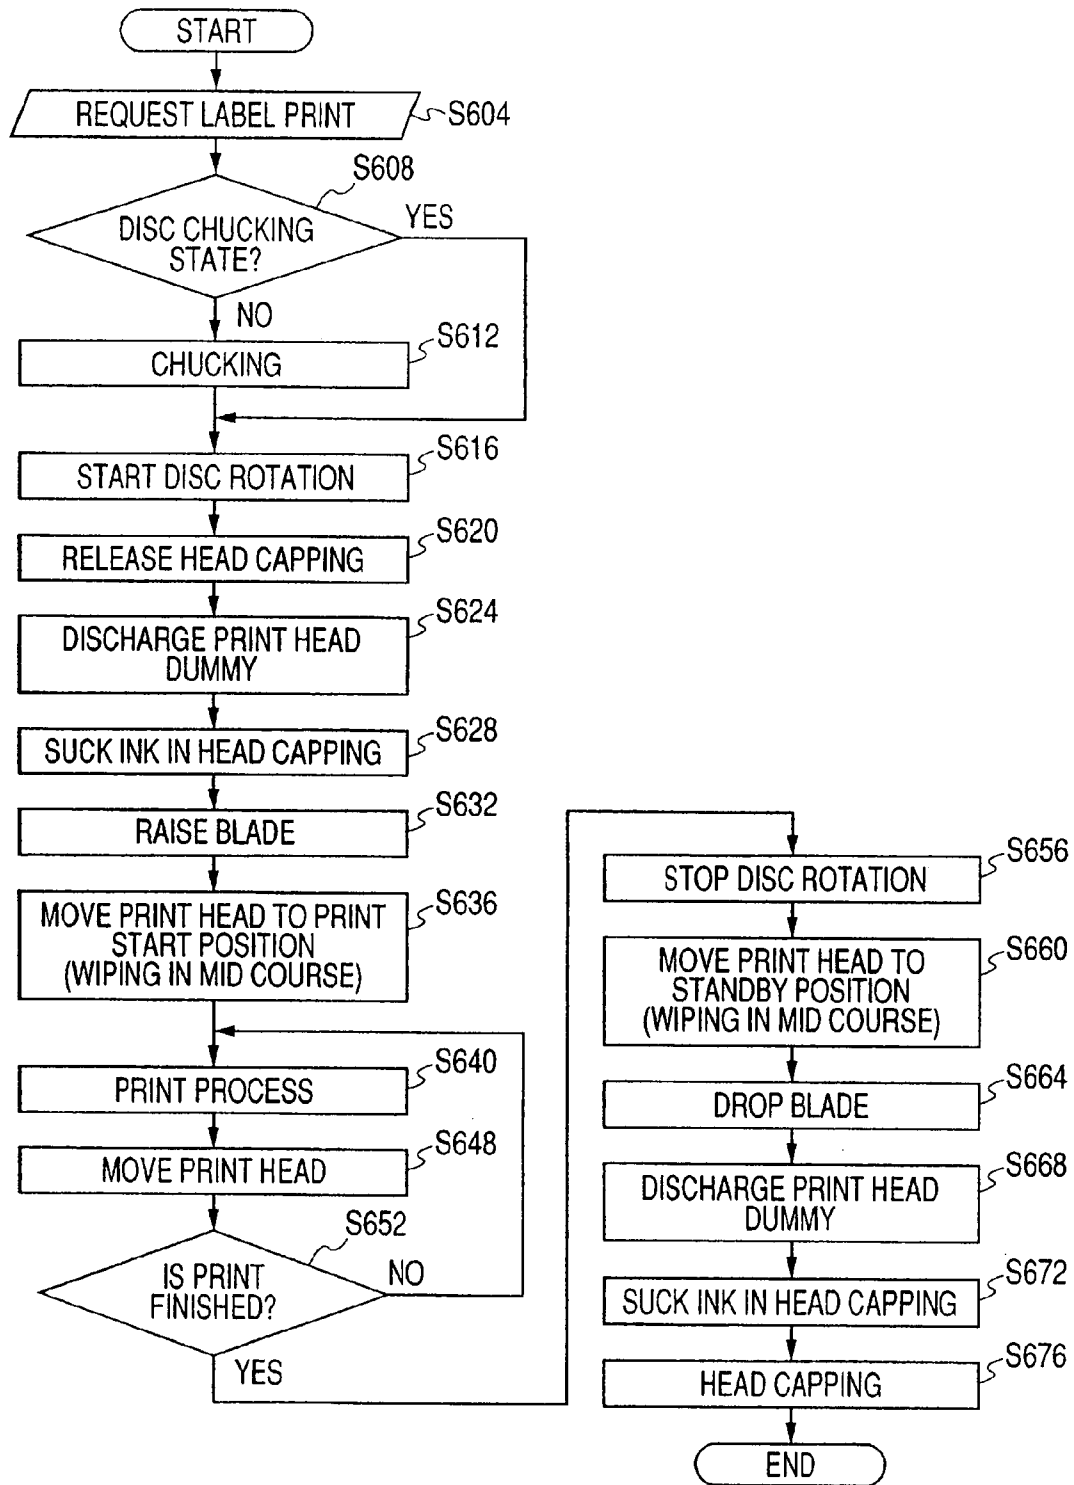 START
REQUEST LABEL PRINT
S604
S608
DISC CHUCKING
STATE?
YES
NO
S612
CHUCKING
S616
START DISC ROTATION
S620
RELEASE HEAD CAPPING
S624
DISCHARGE PRINT HEAD
DUMMY
S628
SUCK INK IN HEAD CAPPING
S632
RAISE BLADE
S636
MOVE PRINT HEAD TO PRINT
START POSITION
(WIPING IN MID COURSE)
S640
PRINT PROCESS
S648
MOVE PRINT HEAD
S652
IS PRINT
FINISHED?
NO
YES
S656
STOP DISC ROTATION
S660
MOVE PRINT HEAD TO
STANDBY POSITION
(WIPING IN MID COURSE)
S664
DROP BLADE
S668
DISCHARGE PRINT HEAD
DUMMY
S672
SUCK INK IN HEAD CAPPING
S676
HEAD CAPPING
END